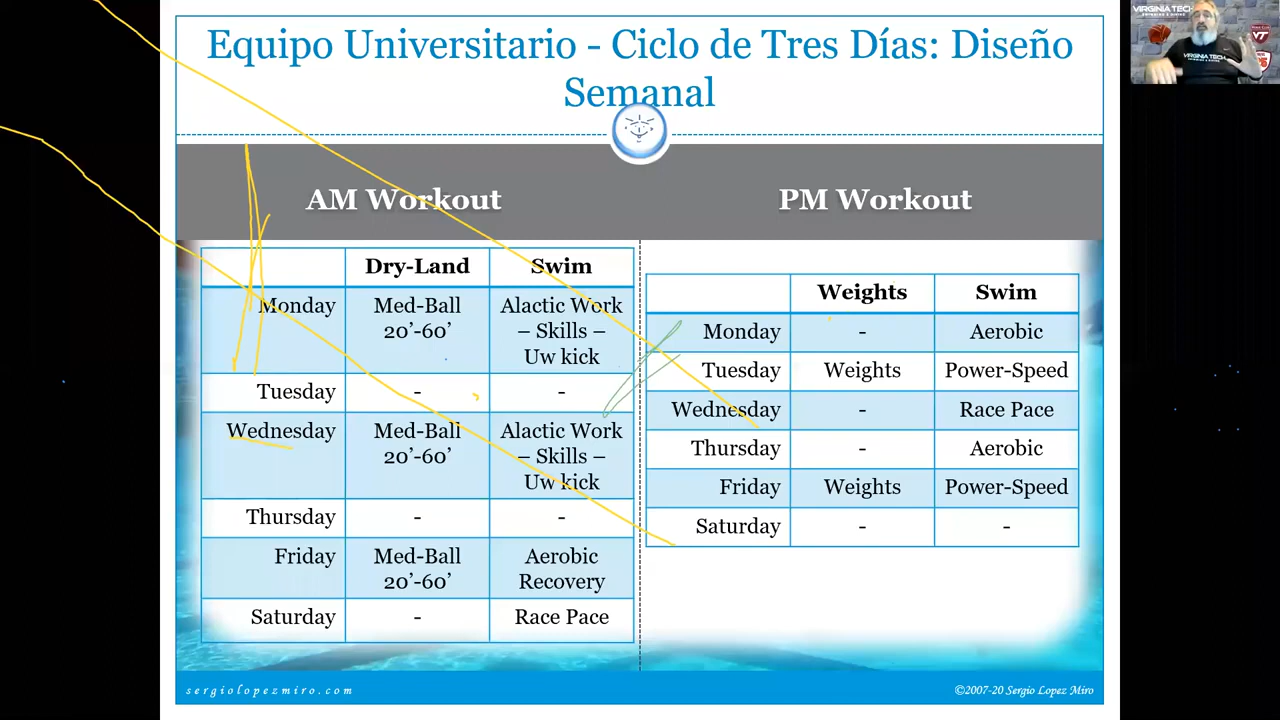 Equipo Universitario - Ciclo de Tres Días: Diseño
Semanal
AM Workout
PM Workout
Dry-Land Swim
Monday Med-Ball Alactic Work
20’-60’ – Skills –
Uw kick
Tuesday - -
Wednesday Med-Ball Alactic Work
20’-60’ – Skills –
Uw kick
Thursday - -
Friday Med-Ball Aerobic
20’-60’ Recovery
Saturday - Race Pace
Weights Swim
Monday - Aerobic
Tuesday Weights Power-Speed
Wednesday - Race Pace
Thursday - Aerobic
Friday Weights Power-Speed
Saturday - -
sergiolopezmiro.com
©2007-20 Sergio Lopez Miro
VIRGINIA TECH
VIRGINIA TECH
VT